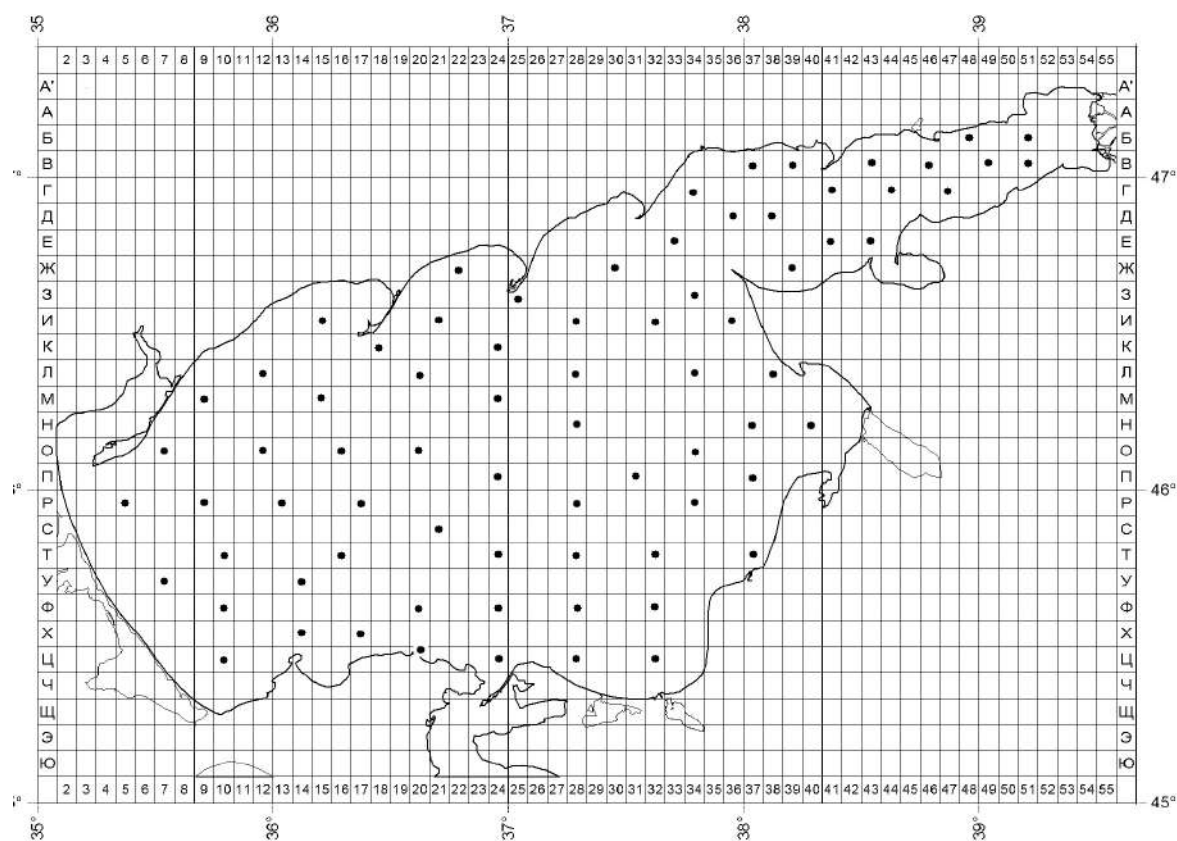 35 36 37 38 39
2 3 4 5 6 7 8 9 10 11 12 13 14 15 16 17 18 19 20 21 22 23 24 25 26 27 28 29 30 31 32 33 34 35 36 37 38 39 40 41 42 43 44 45 46 47 48 49 50 51 52 53 54 55
А' А'
А А
Б Б
В В
° 47°
Г Г
Д Д
Е Е
Ж Ж
З З
И И
К К
Л Л
М М
Н Н
О О
П П
° 46°
Р Р
С С
Т Т
У У
Ф Ф
Х Х
Ц Ц
Ч Ч
Щ Щ
Э Э
Ю Ю
2 3 4 5 6 7 8 9 10 11 12 13 14 15 16 17 18 19 20 21 22 23 24 25 26 27 28 29 30 31 32 33 34 35 36 37 38 39 40 41 42 43 44 45 46 47 48 49 50 51 52 53 54 55
° 45°
35° 36° 37° 38° 39°